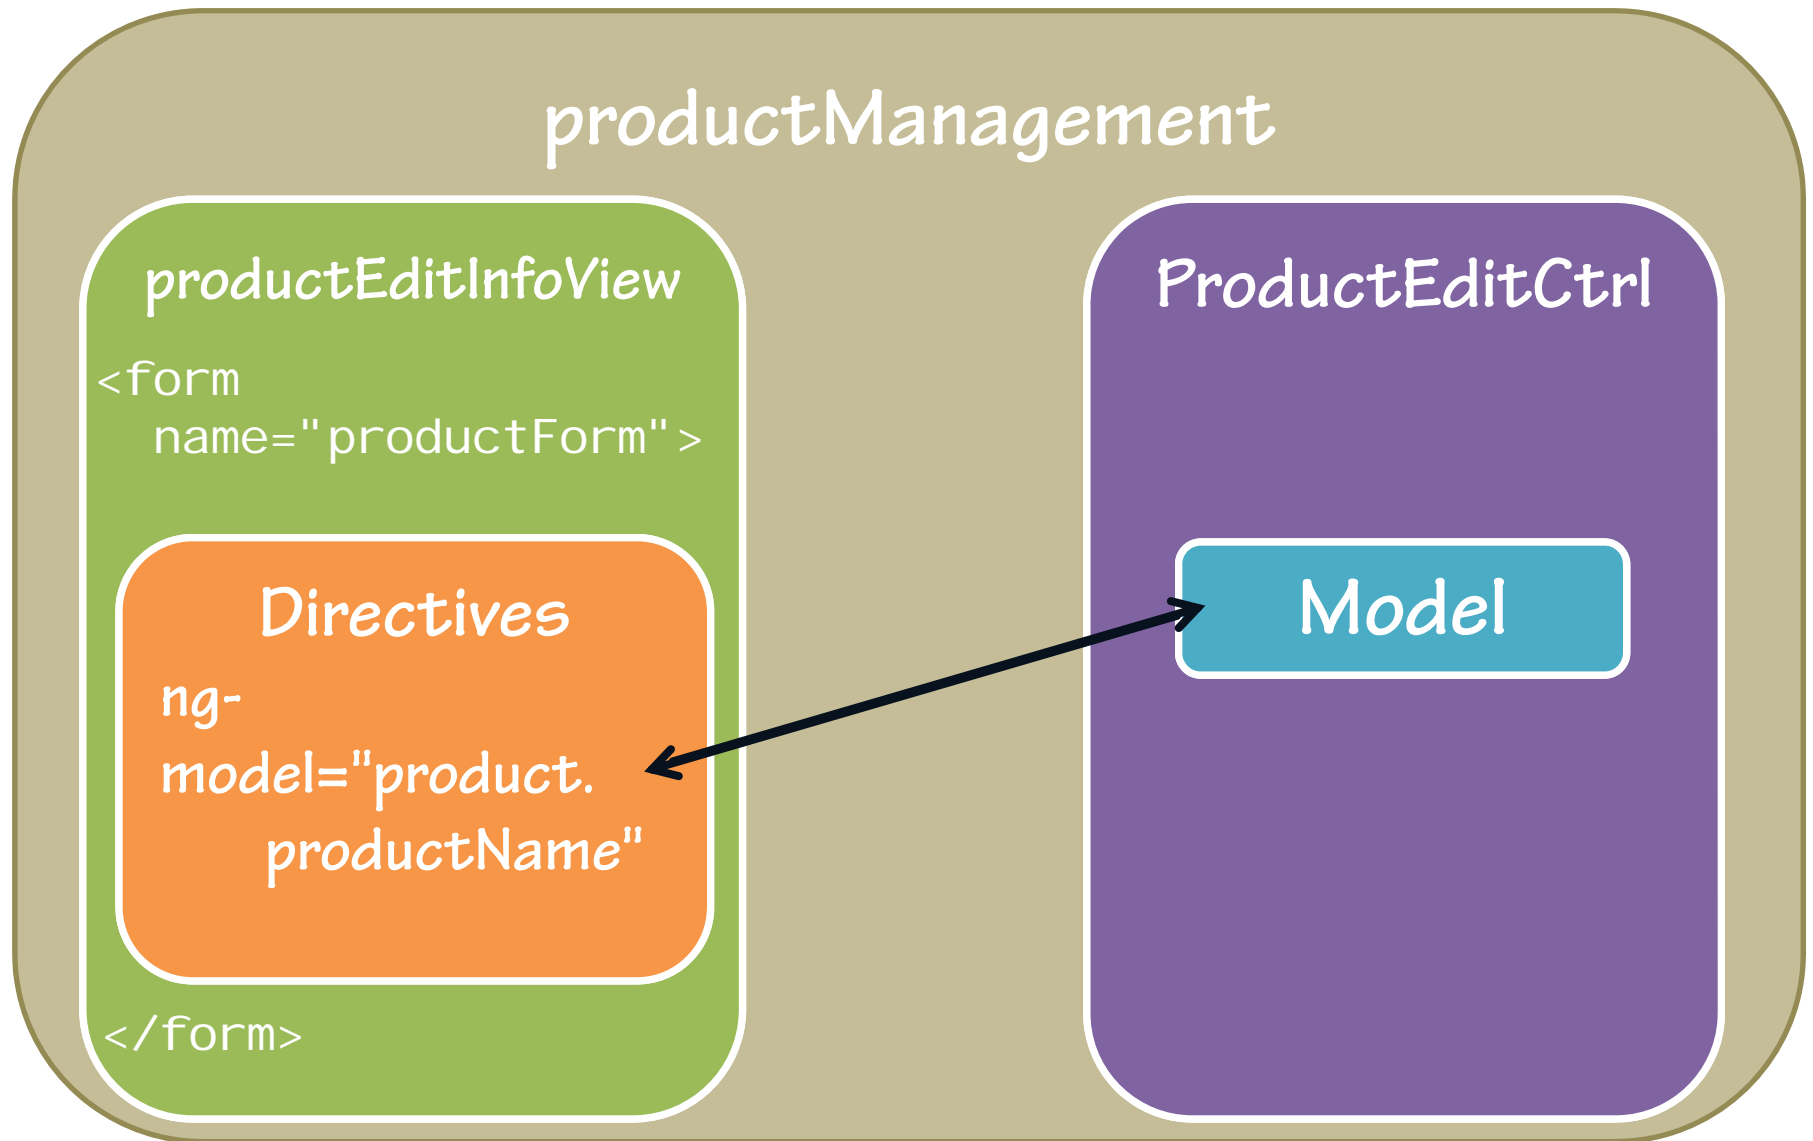 productManagement
productEditInfoView
<form
name="productForm">
Directives
ng-
model="product.
productName"
</form>
ProductEditCtrl
Model